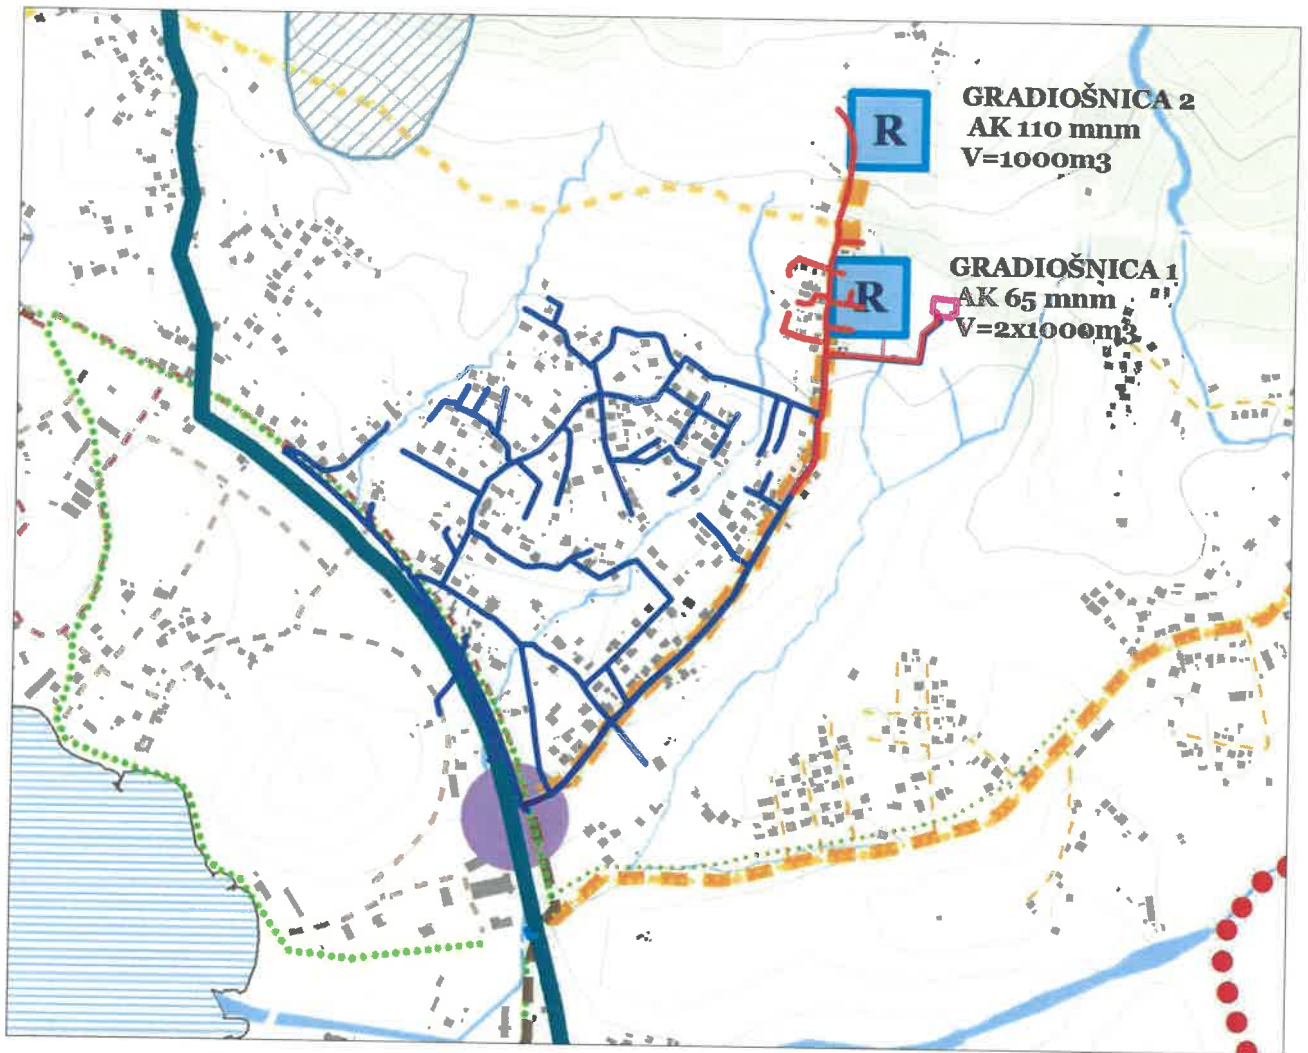 R
GRADIOŠNICA 2
AK 110 mnm
V=1000m3
R
GRADIOŠNICA 1
AK 65 mnm
V=2x1000m3